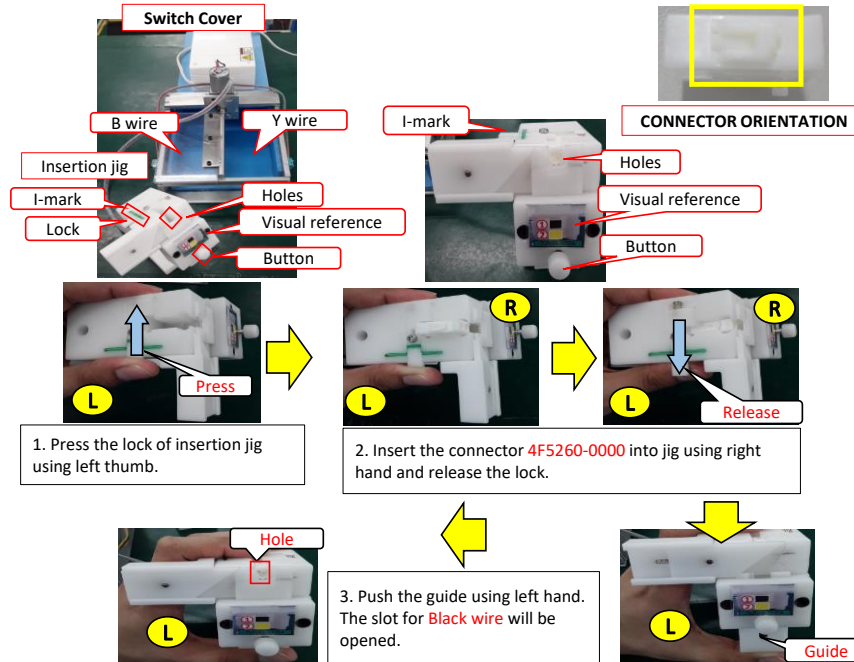 Switch Cover
B wire
Y wire
Insertion jig
I-mark
Holes
Lock
Visual reference
Button
CONNECTOR ORIENTATION
I-mark
Holes
Visual reference
Button
L
Press
R
L
R
L
Release
1. Press the lock of insertion jig
using left thumb.
2. Insert the connector 4F5260-0000 into jig using right
hand and release the lock.
Hole
L
3. Push the guide using left hand.
The slot for Black wire will be
opened.
L
Guide